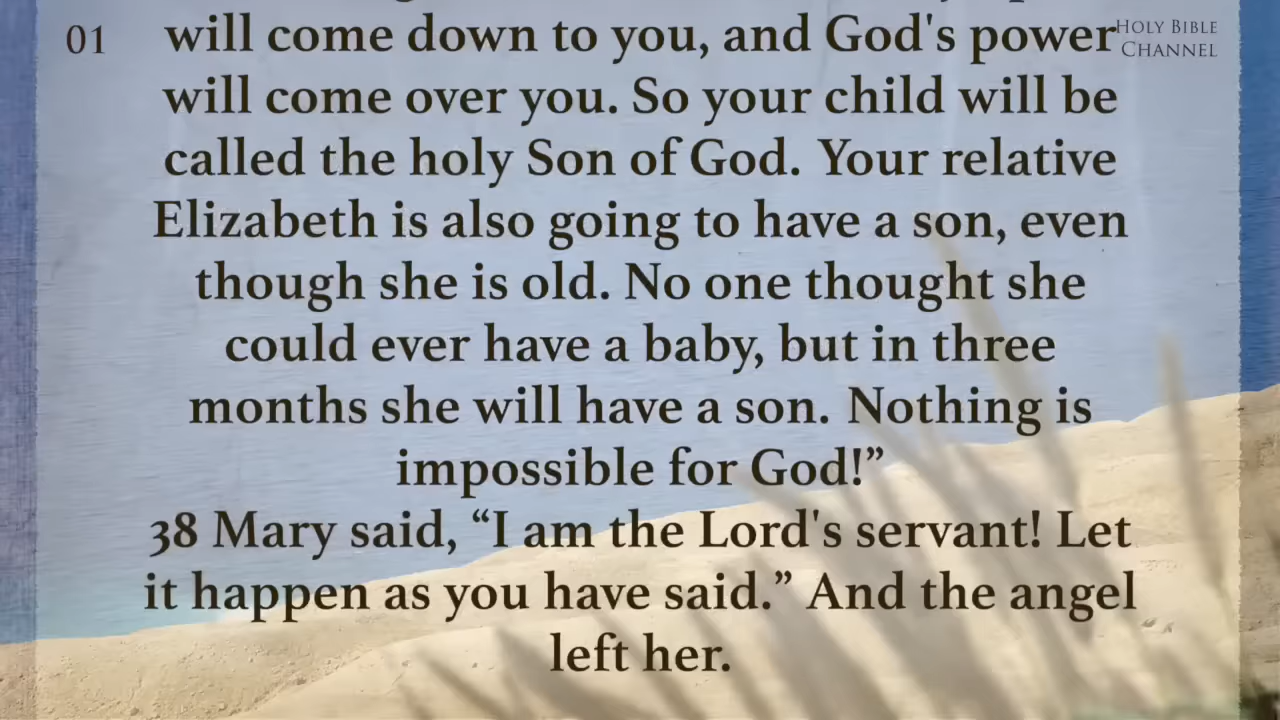 01
HOLY BIBLE
CHANNEL
will come down to you, and God's power
will come over you. So your child will be
called the holy Son of God. Your relative
Elizabeth is also going to have a son, even
though she is old. No one thought she
could ever have a baby, but in three
months she will have a son. Nothing is
impossible for God!”
38 Mary said, “I am the Lord's servant! Let
it happen as you have said.” And the angel
left her.